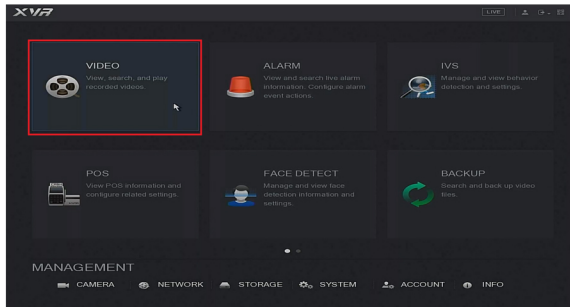 XVR
LIVE
VIDEO
View, search, and play
recorded videos.
ALARM
View and search live alarm
information. Configure alarm
event actions.
IVS
Manage and view behavior
detection and settings.
POS
View POS information and
configure related settings.
FACE DETECT
Manage and view face
detection information and
settings.
BACKUP
Search and back up video
files.
MANAGEMENT
CAMERA NETWORK STORAGE SYSTEM ACCOUNT INFO